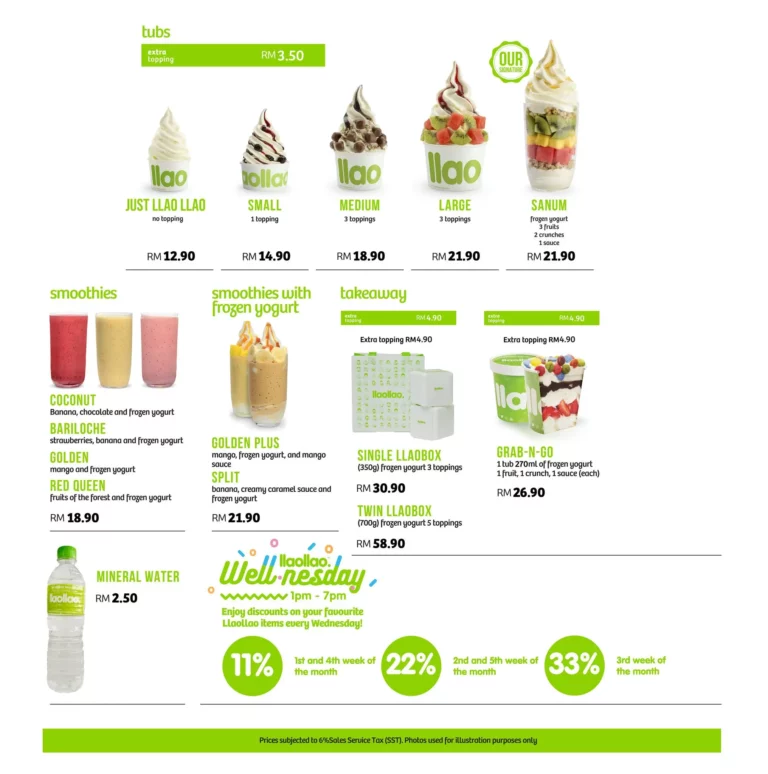 tubs
extra topping RM 3.50
OUR SIGNATURE
llao
aollao
llao
llao
JUST LLAO LLAO
no topping
RM 12.90
SMALL
1 topping
RM 14.90
MEDIUM
3 toppings
RM 18.90
LARGE
3 toppings
RM 21.90
SANUM
frozen yogurt
3 fruits
2 crunches
1 sauce
RM 21.90
smoothies
COCONUT
Banana, chocolate and frozen yogurt
BARILOCHE
strawberries, banana and frozen yogurt
GOLDEN
mango and frozen yogurt
RED QUEEN
fruits of the forest and frozen yogurt
RM 18.90
smoothies with
frozen yogurt
GOLDEN PLUS
mango, frozen yogurt, and mango
sauce
SPLIT
banana, creamy caramel sauce and
frozen yogurt
RM 21.90
takeaway
extra topping RM 4.90
Extra topping RM4.90
llaollao.
SINGLE LLAOBOX
(350g) frozen yogurt 3 toppings
RM 30.90
TWIN LLAOBOX
(700g) frozen yogurt 5 toppings
RM 58.90
extra topping RM 4.90
Extra topping RM4.90
GRAB-N-GO
1 tub 270ml of frozen yogurt
1 fruit, 1 crunch, 1 sauce (each)
RM 26.90
llaollao.
MINERAL WATER
RM 2.50
llaollao.
Well-nesday
1pm - 7pm
Enjoy discounts on your favourite
LlaoLlao items every Wednesday!
11%
1st and 4th week of
the month
22%
2nd and 5th week of
the month
33%
3rd week of
the month
Prices subjected to 6%Sales Service Tax (SST). Photos used for illustration purposes only